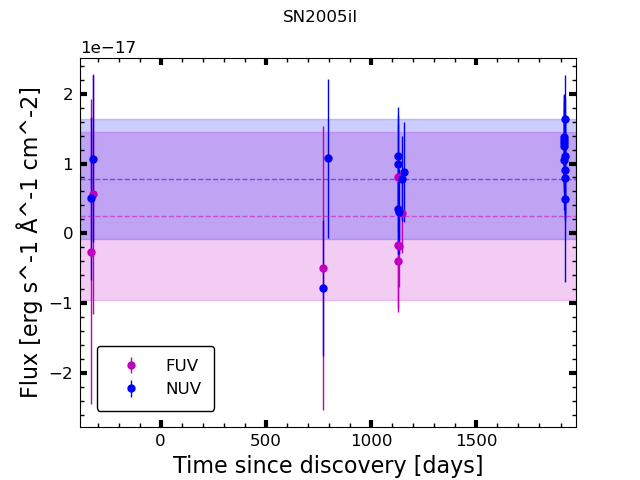 SN2005il
1e−17
2
1
0
−1
−2
Flux [erg s^-1 Å^-1 cm^-2]
FUV
NUV
0 500 1000 1500
Time since discovery [days]